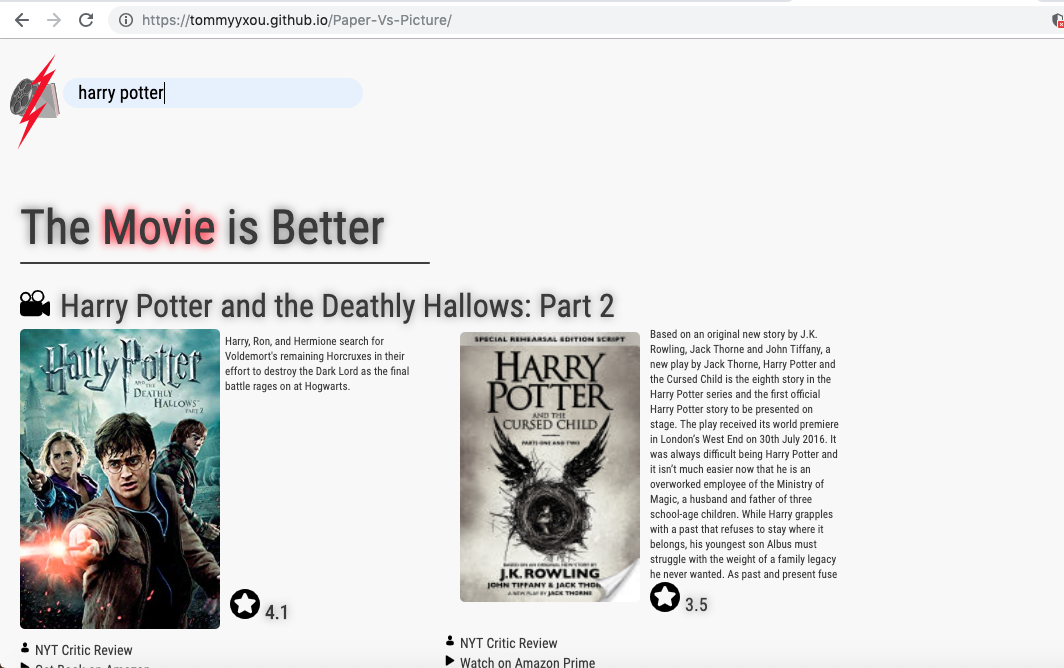 https://tommyyxou.github.io/Paper-Vs-Picture/
harry potter
The Movie is Better
Harry Potter and the Deathly Hallows: Part 2
Harry Potter
AND THE
DEATHLY
HALLOWS
PART 2
Harry, Ron, and Hermione search for
Voldemort's remaining Horcruxes in their
effort to destroy the Dark Lord as the final
battle rages on at Hogwarts.
4.1
NYT Critic Review
Get Book on Amazon
SPECIAL REHEARSAL EDITION SCRIPT
HARRY
POTTER
AND THE
CURSED CHILD
PARTS ONE AND TWO
BASED ON AN ORIGINAL NEW STORY BY
J.K. ROWLING
JOHN TIFFANY & JACK
A NEW PLAY BY JACK THORNE
Based on an original new story by J.K.
Rowling, Jack Thorne and John Tiffany, a
new play by Jack Thorne, Harry Potter and
the Cursed Child is the eighth story in the
Harry Potter series and the first official
Harry Potter story to be presented on
stage. The play received its world premiere
in London's West End on 30th July 2016. It
was always difficult being Harry Potter and
it isn't much easier now that he is an
overworked employee of the Ministry of
Magic, a husband and father of three
school-age children. While Harry grapples
with a past that refuses to stay where it
belongs, his youngest son Albus must
struggle with the weight of a family legacy
he never wanted. As past and present fuse
3.5
NYT Critic Review
Watch on Amazon Prime